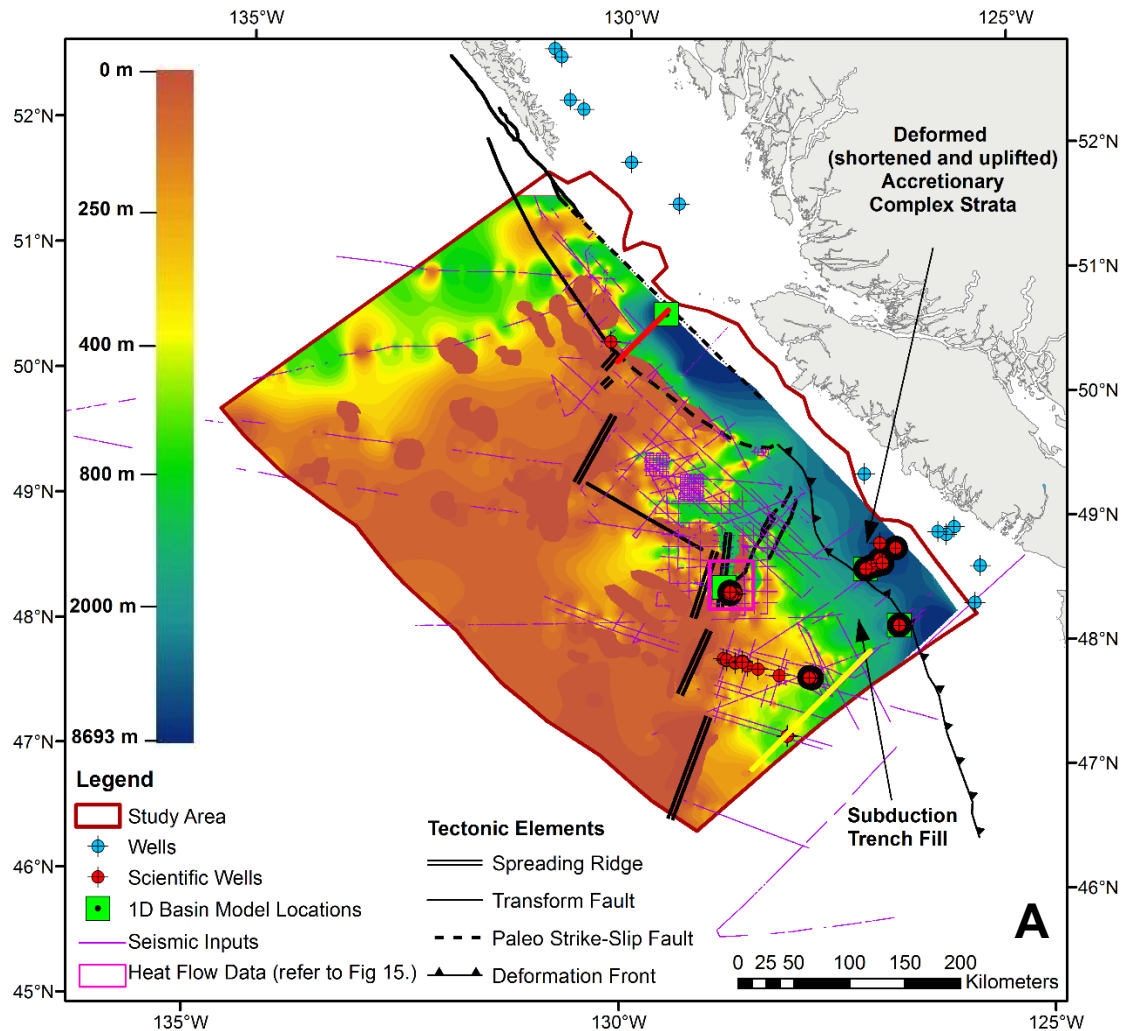 135°W
130°W
125°W
0 m
250 m
400 m
800 m
2000 m
8693 m
52°N
51°N
50°N
49°N
48°N
47°N
46°N
45°N
52°N
51°N
50°N
49°N
48°N
47°N
46°N
Deformed
(shortened and uplifted)
Accretionary
Complex Strata
Subduction
Trench Fill
Legend
Study Area
Wells
Scientific Wells
1D Basin Model Locations
Seismic Inputs
Heat Flow Data (refer to Fig 15.)
Tectonic Elements
Spreading Ridge
Transform Fault
Paleo Strike-Slip Fault
Deformation Front
A
0 25 50 100 150 200
Kilometers
135°W
130°W
125°W